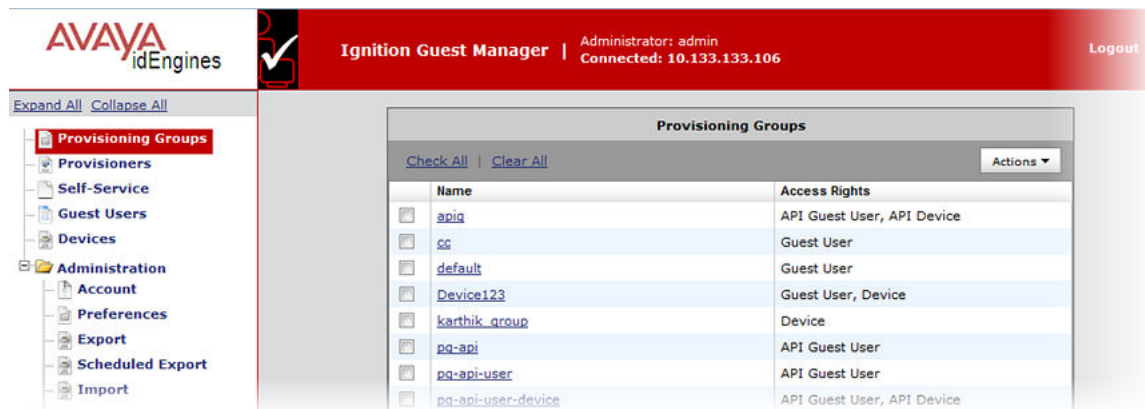 AVAYA
idEngines
Ignition Guest Manager |
Administrator: admin
Connected: 10.133.133.106
Logout
Expand All Collapse All
Provisioning Groups
Provisioners
Self-Service
Guest Users
Devices
Administration
Account
Preferences
Export
Scheduled Export
Import
Provisioning Groups
Check All | Clear All
Actions
Name Access Rights
apig API Guest User, API Device
cc Guest User
default Guest User
Device123 Guest User, Device
karthik_group Device
pg-api API Guest User
pg-api-user API Guest User
pg-api-user-device API Guest User, API Device